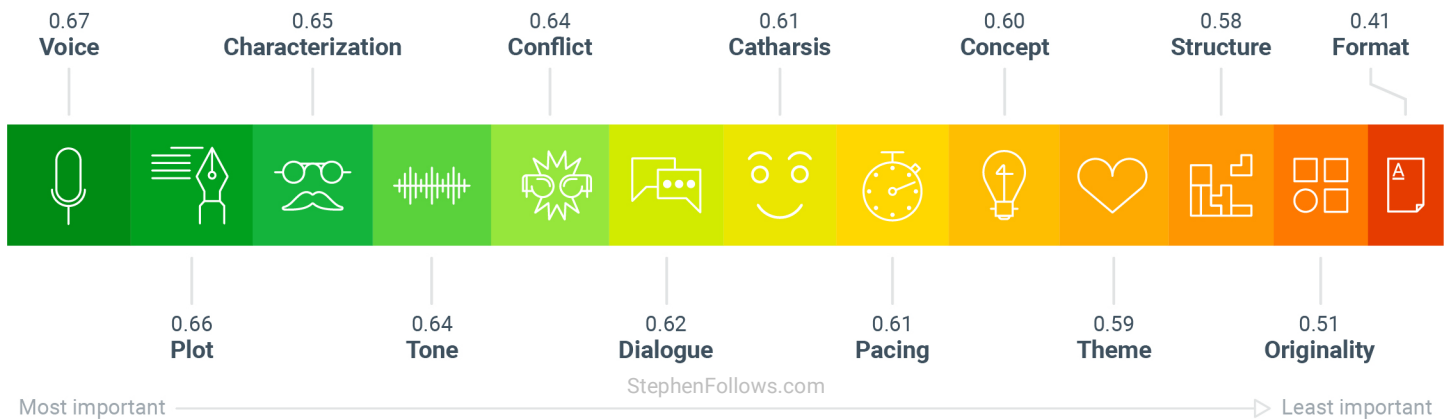 0.67
Voice
0.65
Characterization
0.64
Conflict
0.61
Catharsis
0.60
Concept
0.58
Structure
0.41
Format
A
0.66
Plot
0.64
Tone
0.62
Dialogue
0.61
Pacing
0.59
Theme
0.51
Originality
StephenFollows.com
Most important
Least important